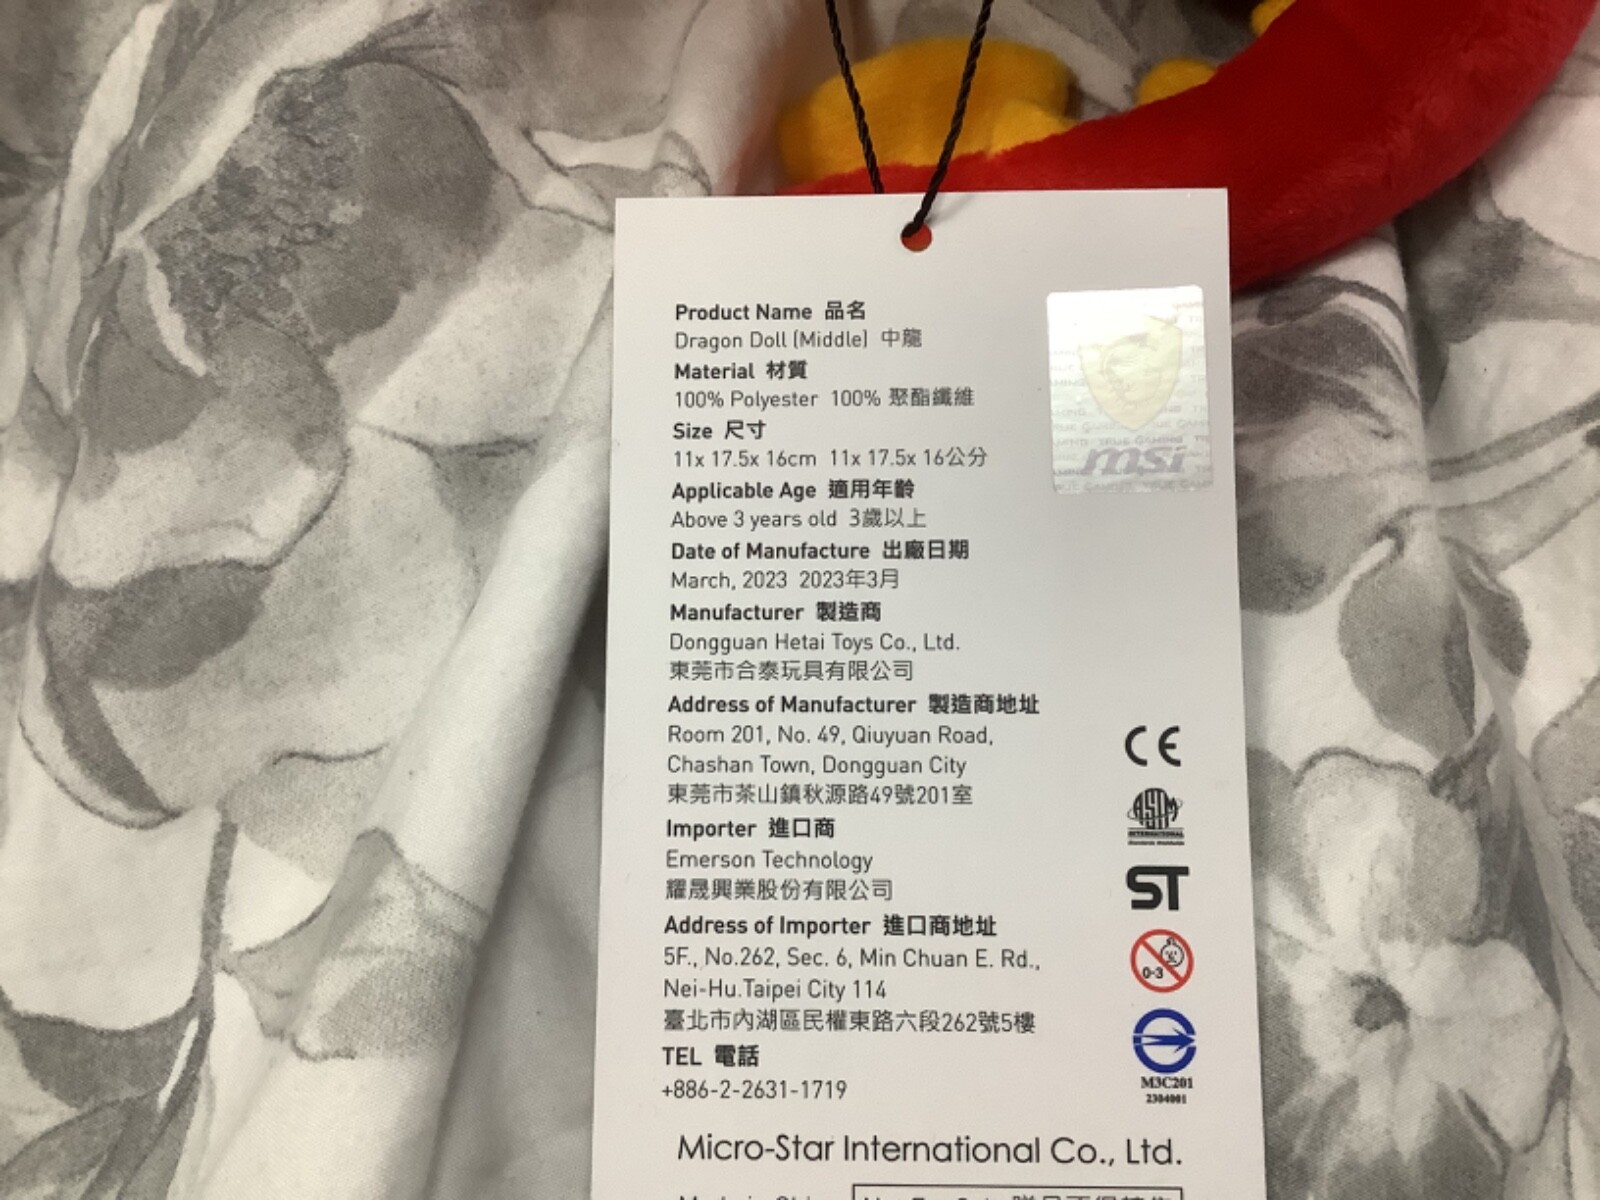 Product Name 品名
Dragon Doll (Middle) 中龍
Material 材質
100% Polyester 100% 聚酯纖維
Size 尺寸
11x 17.5x 16cm 11x 17.5x 16公分
Applicable Age 適用年齡
Above 3 years old 3歲以上
Date of Manufacture 出廠日期
March, 2023 2023年3月
Manufacturer 製造商
Dongguan Hetai Toys Co., Ltd.
東莞市合泰玩具有限公司
Address of Manufacturer 製造商地址
Room 201, No. 49, Qiuyuan Road,
Chashan Town, Dongguan City
東莞市茶山鎮秋源路49號201室
Importer 進口商
Emerson Technology
耀晟興業股份有限公司
Address of Importer 進口商地址
5F., No.262, Sec. 6, Min Chuan E. Rd.,
Nei-Hu.Taipei City 114
臺北市內湖區民權東路六段262號5樓
TEL 電話
+886-2-2631-1719
Micro-Star International Co., Ltd.
msi
TRUE GAMING
CE
ASTM
INTERNATIONAL
ST
0-3
M3C201
2304001